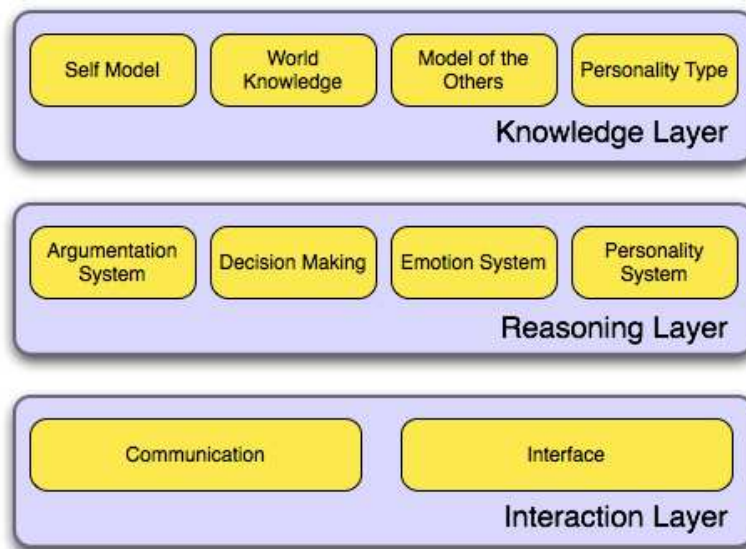 Self Model
World
Knowledge
Model of the
Others
Personality Type
Knowledge Layer
Argumentation
System
Decision Making
Emotion System
Personality
System
Reasoning Layer
Communication
Interface
Interaction Layer